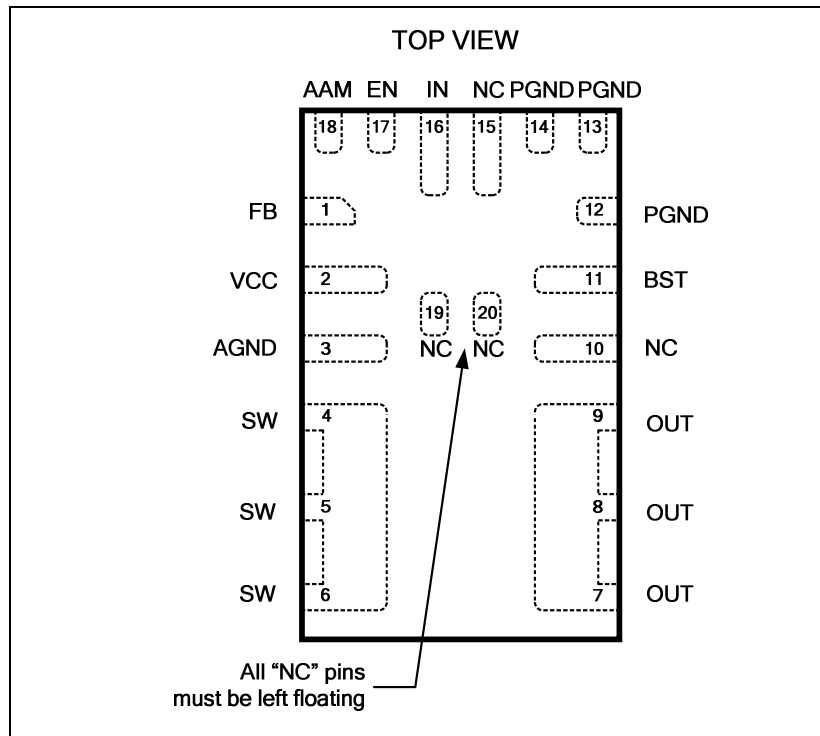 TOP VIEW
AAM EN IN NC PGND PGND
18 17 16 15 14 13
FB 1 12 PGND
VCC 2 11 BST
19 20
AGND 3 NC NC 10 NC
SW 4 9 OUT
SW 5 8 OUT
SW 6 7 OUT
All “NC” pins
must be left floating